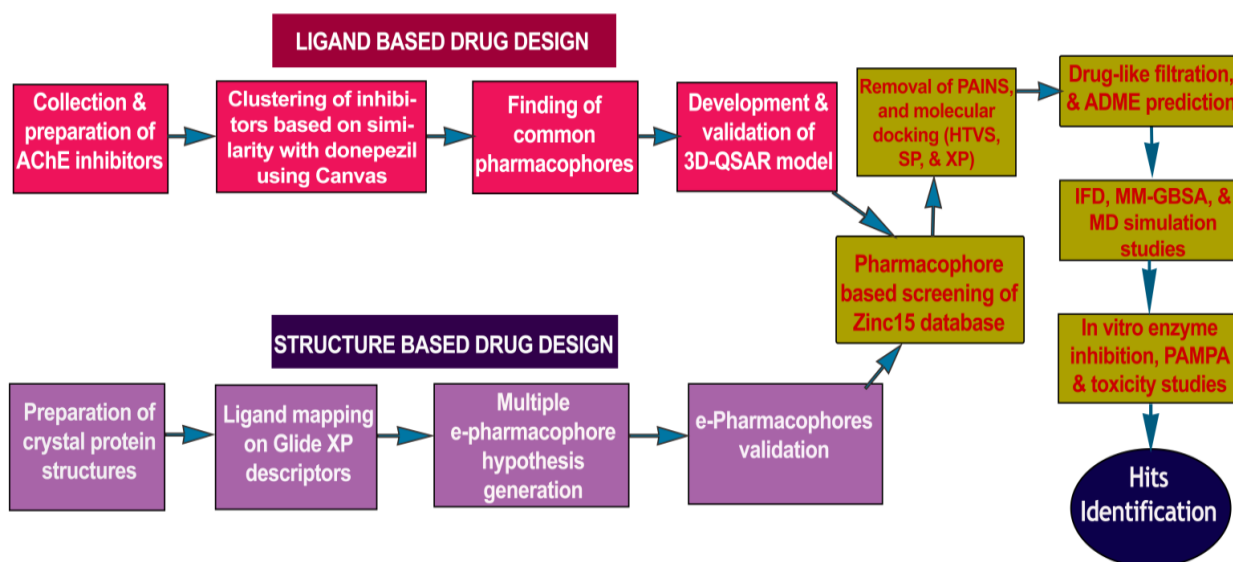 LIGAND BASED DRUG DESIGN
Collection &
preparation of
AChE inhibitors
Clustering of inhibi-
tors based on simi-
larity with donepezil
using Canvas
Finding of
common
pharmacophores
Development &
validation of
3D-QSAR model
Removal of PAINS,
and molecular
docking (HTVS,
SP, & XP)
Drug-like filtration,
& ADME prediction
IFD, MM-GBSA, &
MD simulation
studies
Pharmacophore
based screening of
Zinc15 database
In vitro enzyme
inhibition, PAMPA
& toxicity studies
Hits
Identification
STRUCTURE BASED DRUG DESIGN
Preparation of
crystal protein
structures
Ligand mapping
on Glide XP
descriptors
Multiple
e-pharmacophore
hypothesis
generation
e-Pharmacophores
validation